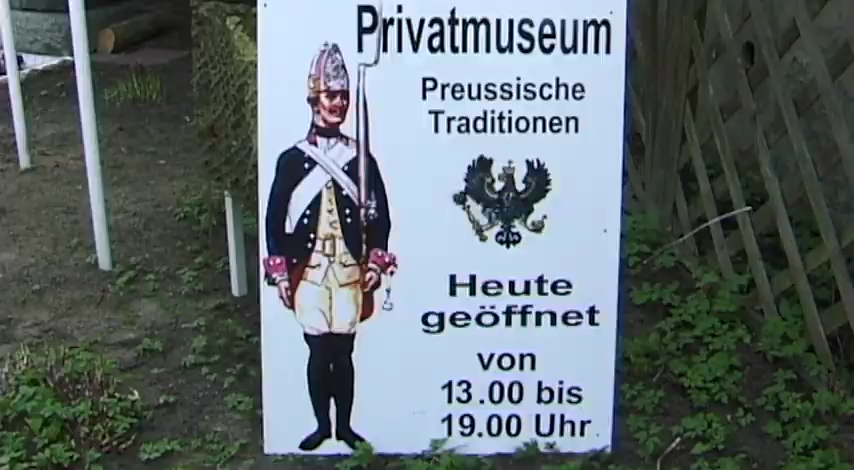 Privatmuseum
Preussische
Traditionen
Heute
geöffnet
von
13.00 bis
19.00 Uhr